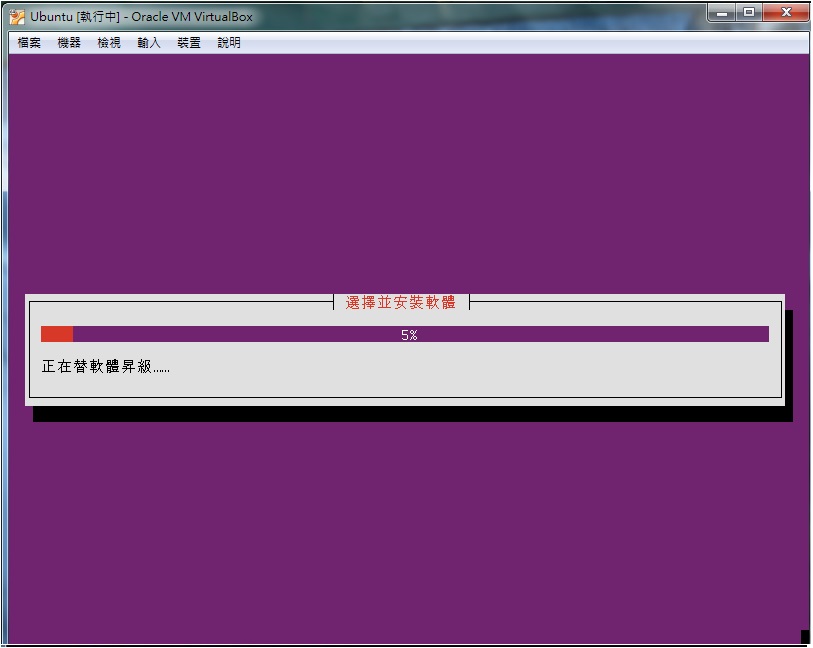 Ubuntu [執行中] - Oracle VM VirtualBox
檔案 機器 檢視 輸入 裝置 說明
選擇並安裝軟體
5%
正在替軟體昇級......